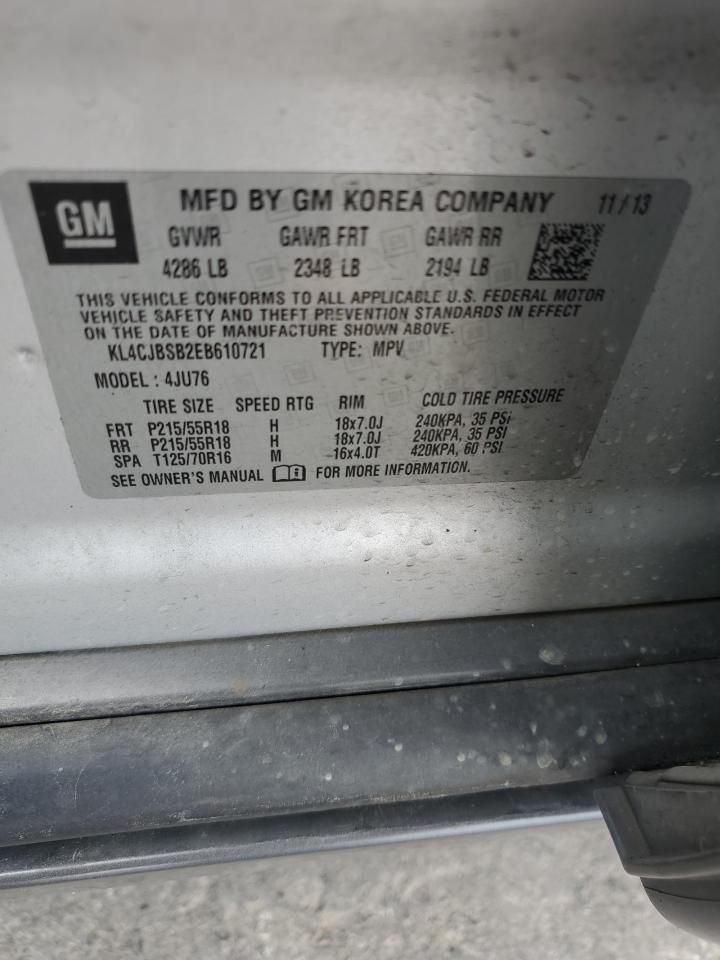 GM MFD BY GM KOREA COMPANY 11/13
GVWR GAWR FRT GAWR RR
4286 LB 2348 LB 2194 LB
THIS VEHICLE CONFORMS TO ALL APPLICABLE U.S. FEDERAL MOTOR
VEHICLE SAFETY AND THEFT PREVENTION STANDARDS IN EFFECT
ON THE DATE OF MANUFACTURE SHOWN ABOVE.
KL4CJBSB2EB610721 TYPE: MPV
MODEL : 4JU76
TIRE SIZE SPEED RTG RIM COLD TIRE PRESSURE
FRT P215/55R18 H 18x7.0J 240KPA, 35 PSI
RR P215/55R18 H 18x7.0J 240KPA, 35 PSI
SPA T125/70R16 M 16x4.0T 420KPA, 60 PSI
SEE OWNER'S MANUAL FOR MORE INFORMATION.